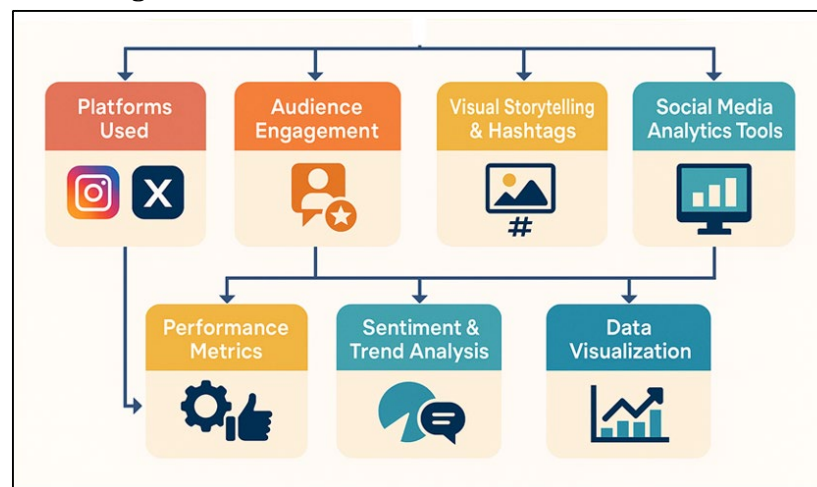 Platforms
Used
Audience
Engagement
Visual Storytelling
& Hashtags
Social Media
Analytics Tools
X
#
Performance
Metrics
Sentiment &
Trend Analysis
Data
Visualization